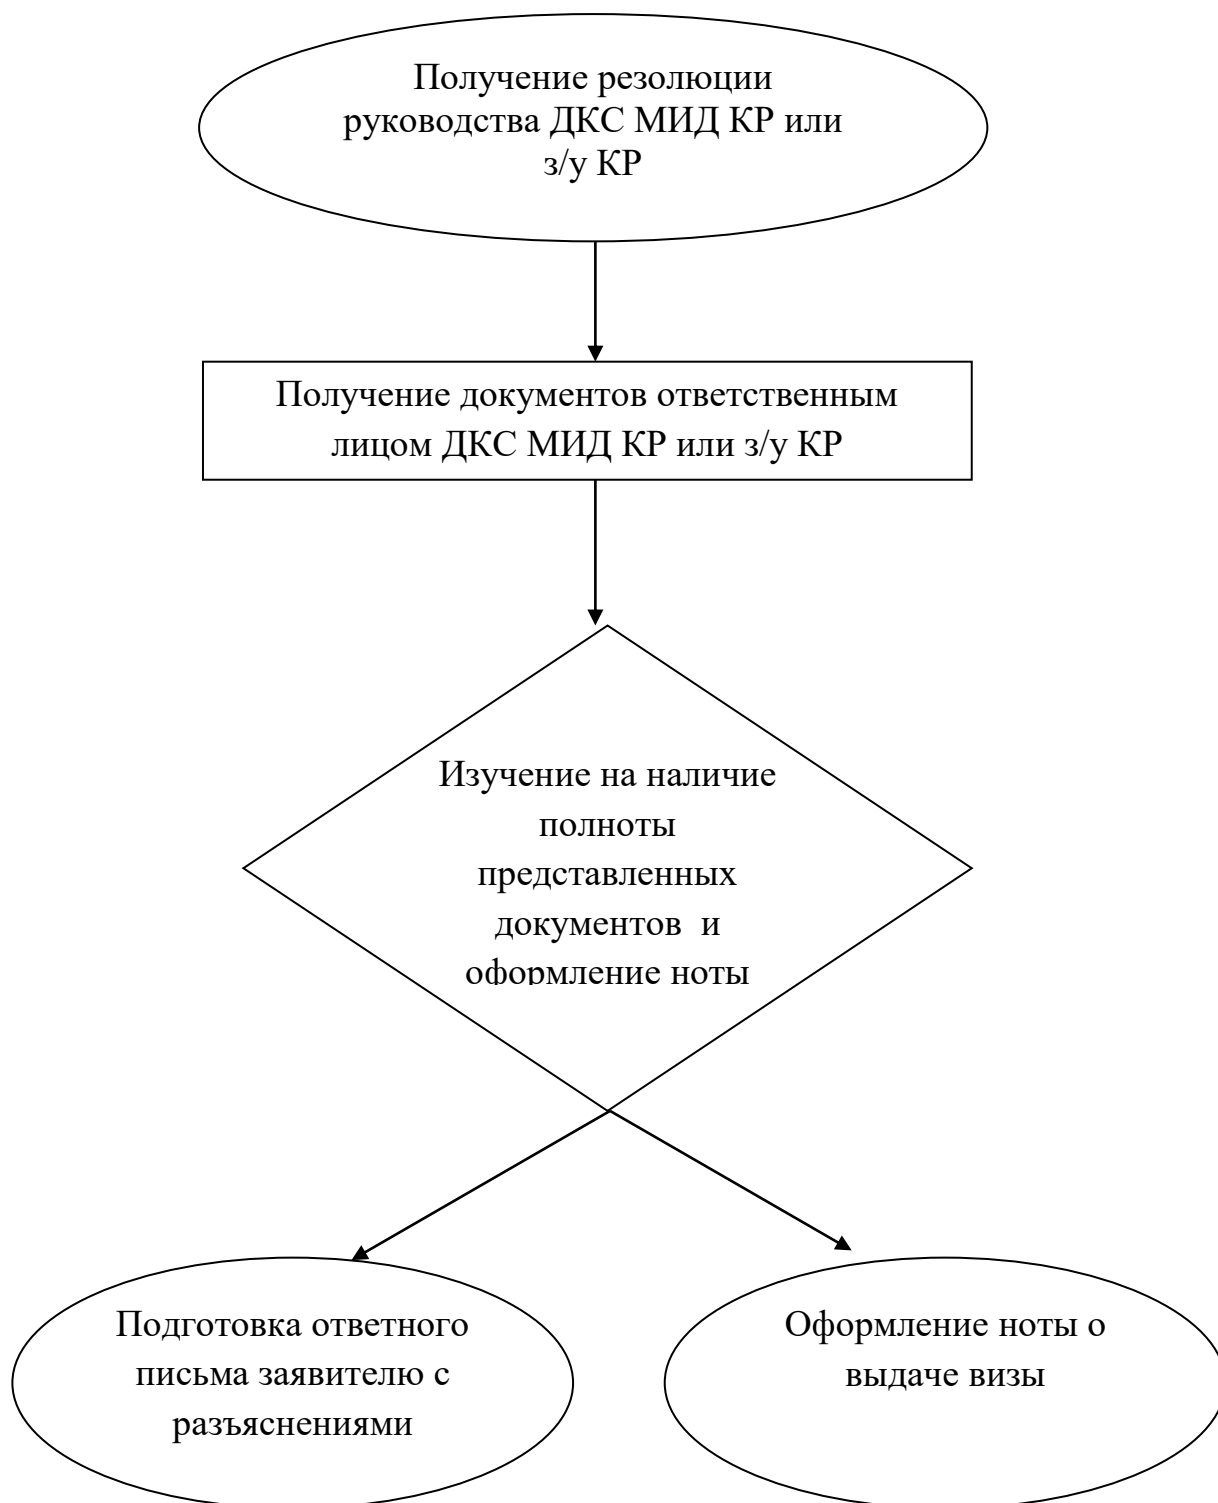 Получение резолюции
руководства ДКС МИД КР или
з/у КР
Получение документов ответственным
лицом ДКС МИД КР или з/у КР
Изучение на наличие
полноты
представленных
документов и
оформление ноты
Подготовка ответного
письма заявителю с
разъяснениями
Оформление ноты о
выдаче визы